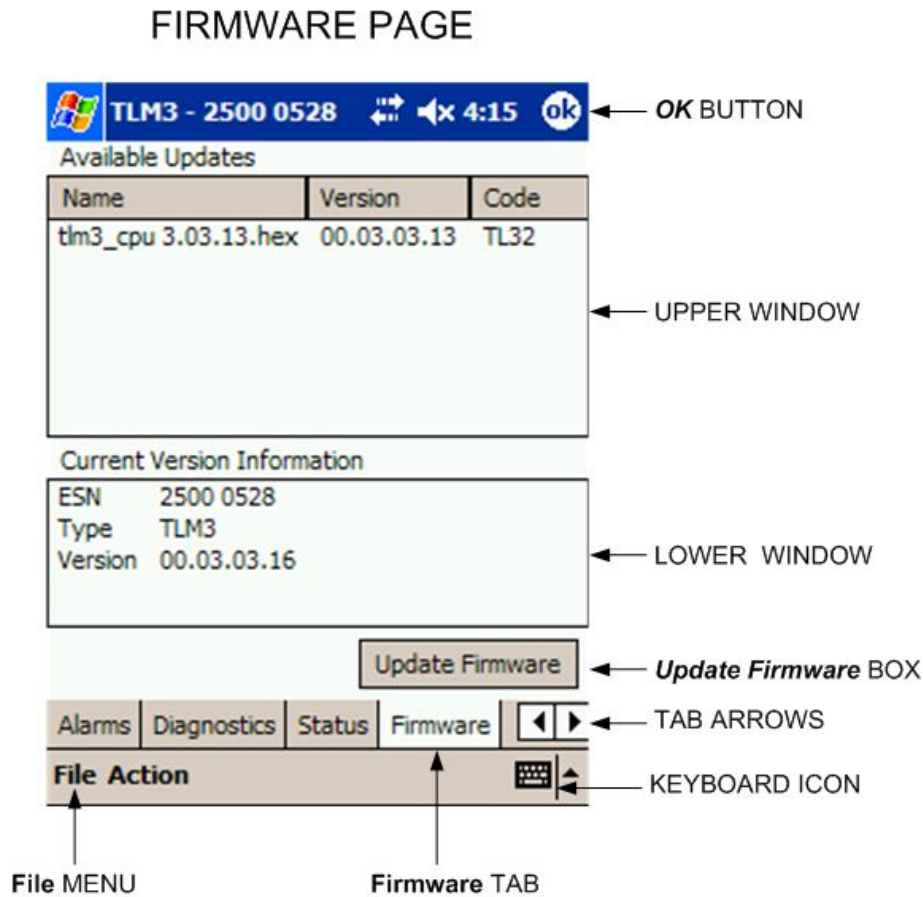 FIRMWARE PAGE
TLM3 - 2500 0528 4:15 ok
OK BUTTON
Available Updates
Name Version Code
tlm3_cpu 3.03.13.hex 00.03.03.13 TL32
UPPER WINDOW
Current Version Information
ESN 2500 0528
Type TLM3
Version 00.03.03.16
LOWER WINDOW
Update Firmware
Update Firmware BOX
Alarms Diagnostics Status Firmware
TAB ARROWS
File Action
KEYBOARD ICON
File MENU
Firmware TAB